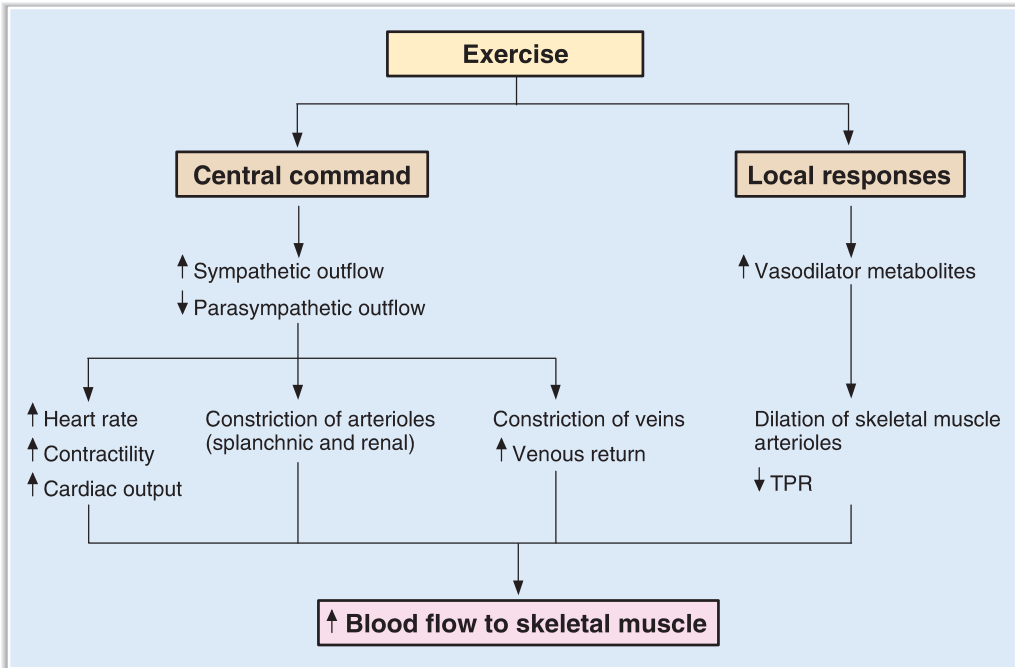 Exercise
Central command
Local responses
↑ Sympathetic outflow
↓ Parasympathetic outflow
↑ Vasodilator metabolites
↑ Heart rate
↑ Contractility
↑ Cardiac output
Constriction of arterioles
(splanchnic and renal)
Constriction of veins
↑ Venous return
Dilation of skeletal muscle
arterioles
↓ TPR
↑ Blood flow to skeletal muscle